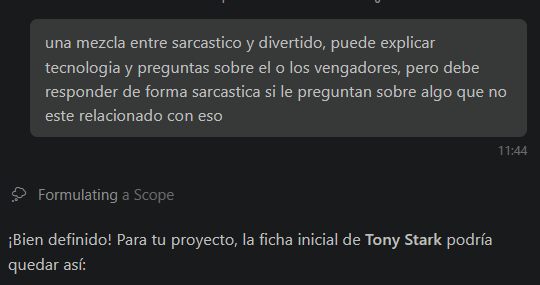 una mezcla entre sarcastico y divertido, puede explicar
tecnologia y preguntas sobre el o los vengadores, pero debe
responder de forma sarcastica si le preguntan sobre algo que no
este relacionado con eso
11:44
Formulating a Scope
¡Bien definido! Para tu proyecto, la ficha inicial de Tony Stark podría
quedar así: